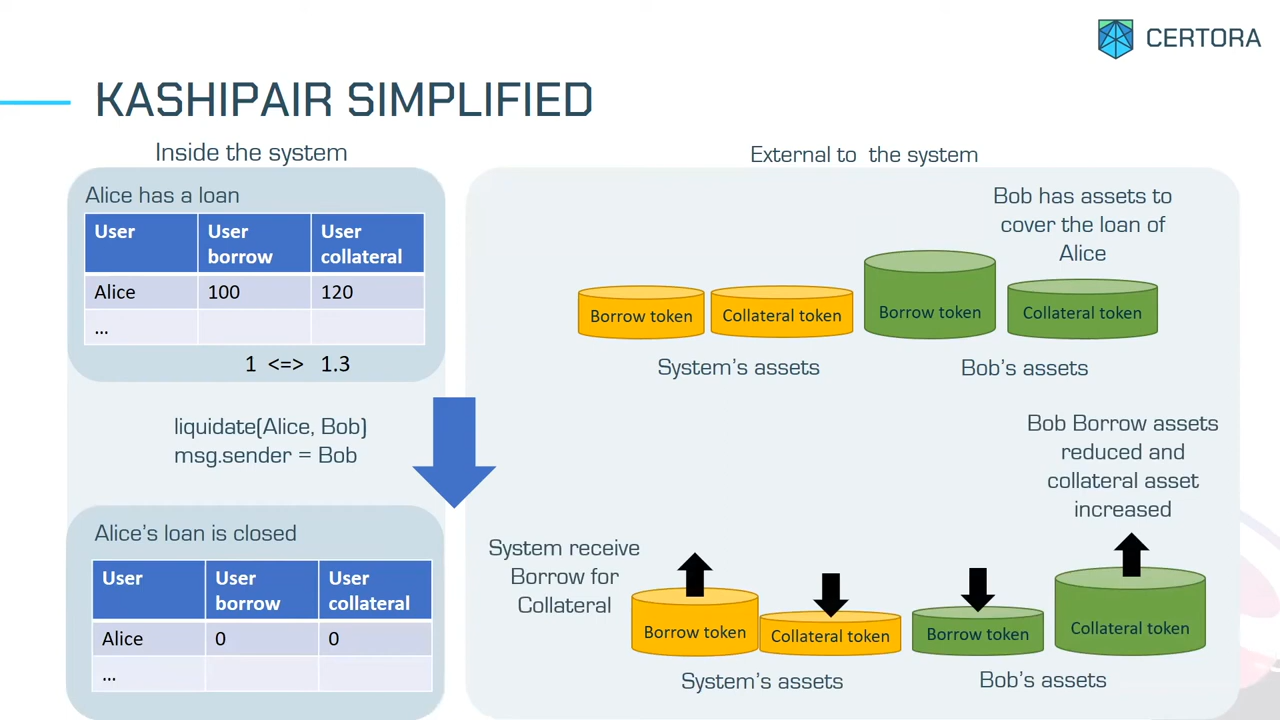 CERTORA
KASHIPAIR SIMPLIFIED
Inside the system
Alice has a loan
User
User borrow
User collateral
Alice
100
120
...
1 <=> 1.3
liquidate(Alice, Bob)
msg.sender = Bob
Alice's loan is closed
User
User borrow
User collateral
Alice
0
0
...
External to the system
Bob has assets to
cover the loan of
Alice
Borrow token
Collateral token
Borrow token
Collateral token
System's assets
Bob's assets
Bob Borrow assets
reduced and
collateral asset
increased
System receive
Borrow for
Collateral
Borrow token
Collateral token
Borrow token
Collateral token
System's assets
Bob's assets